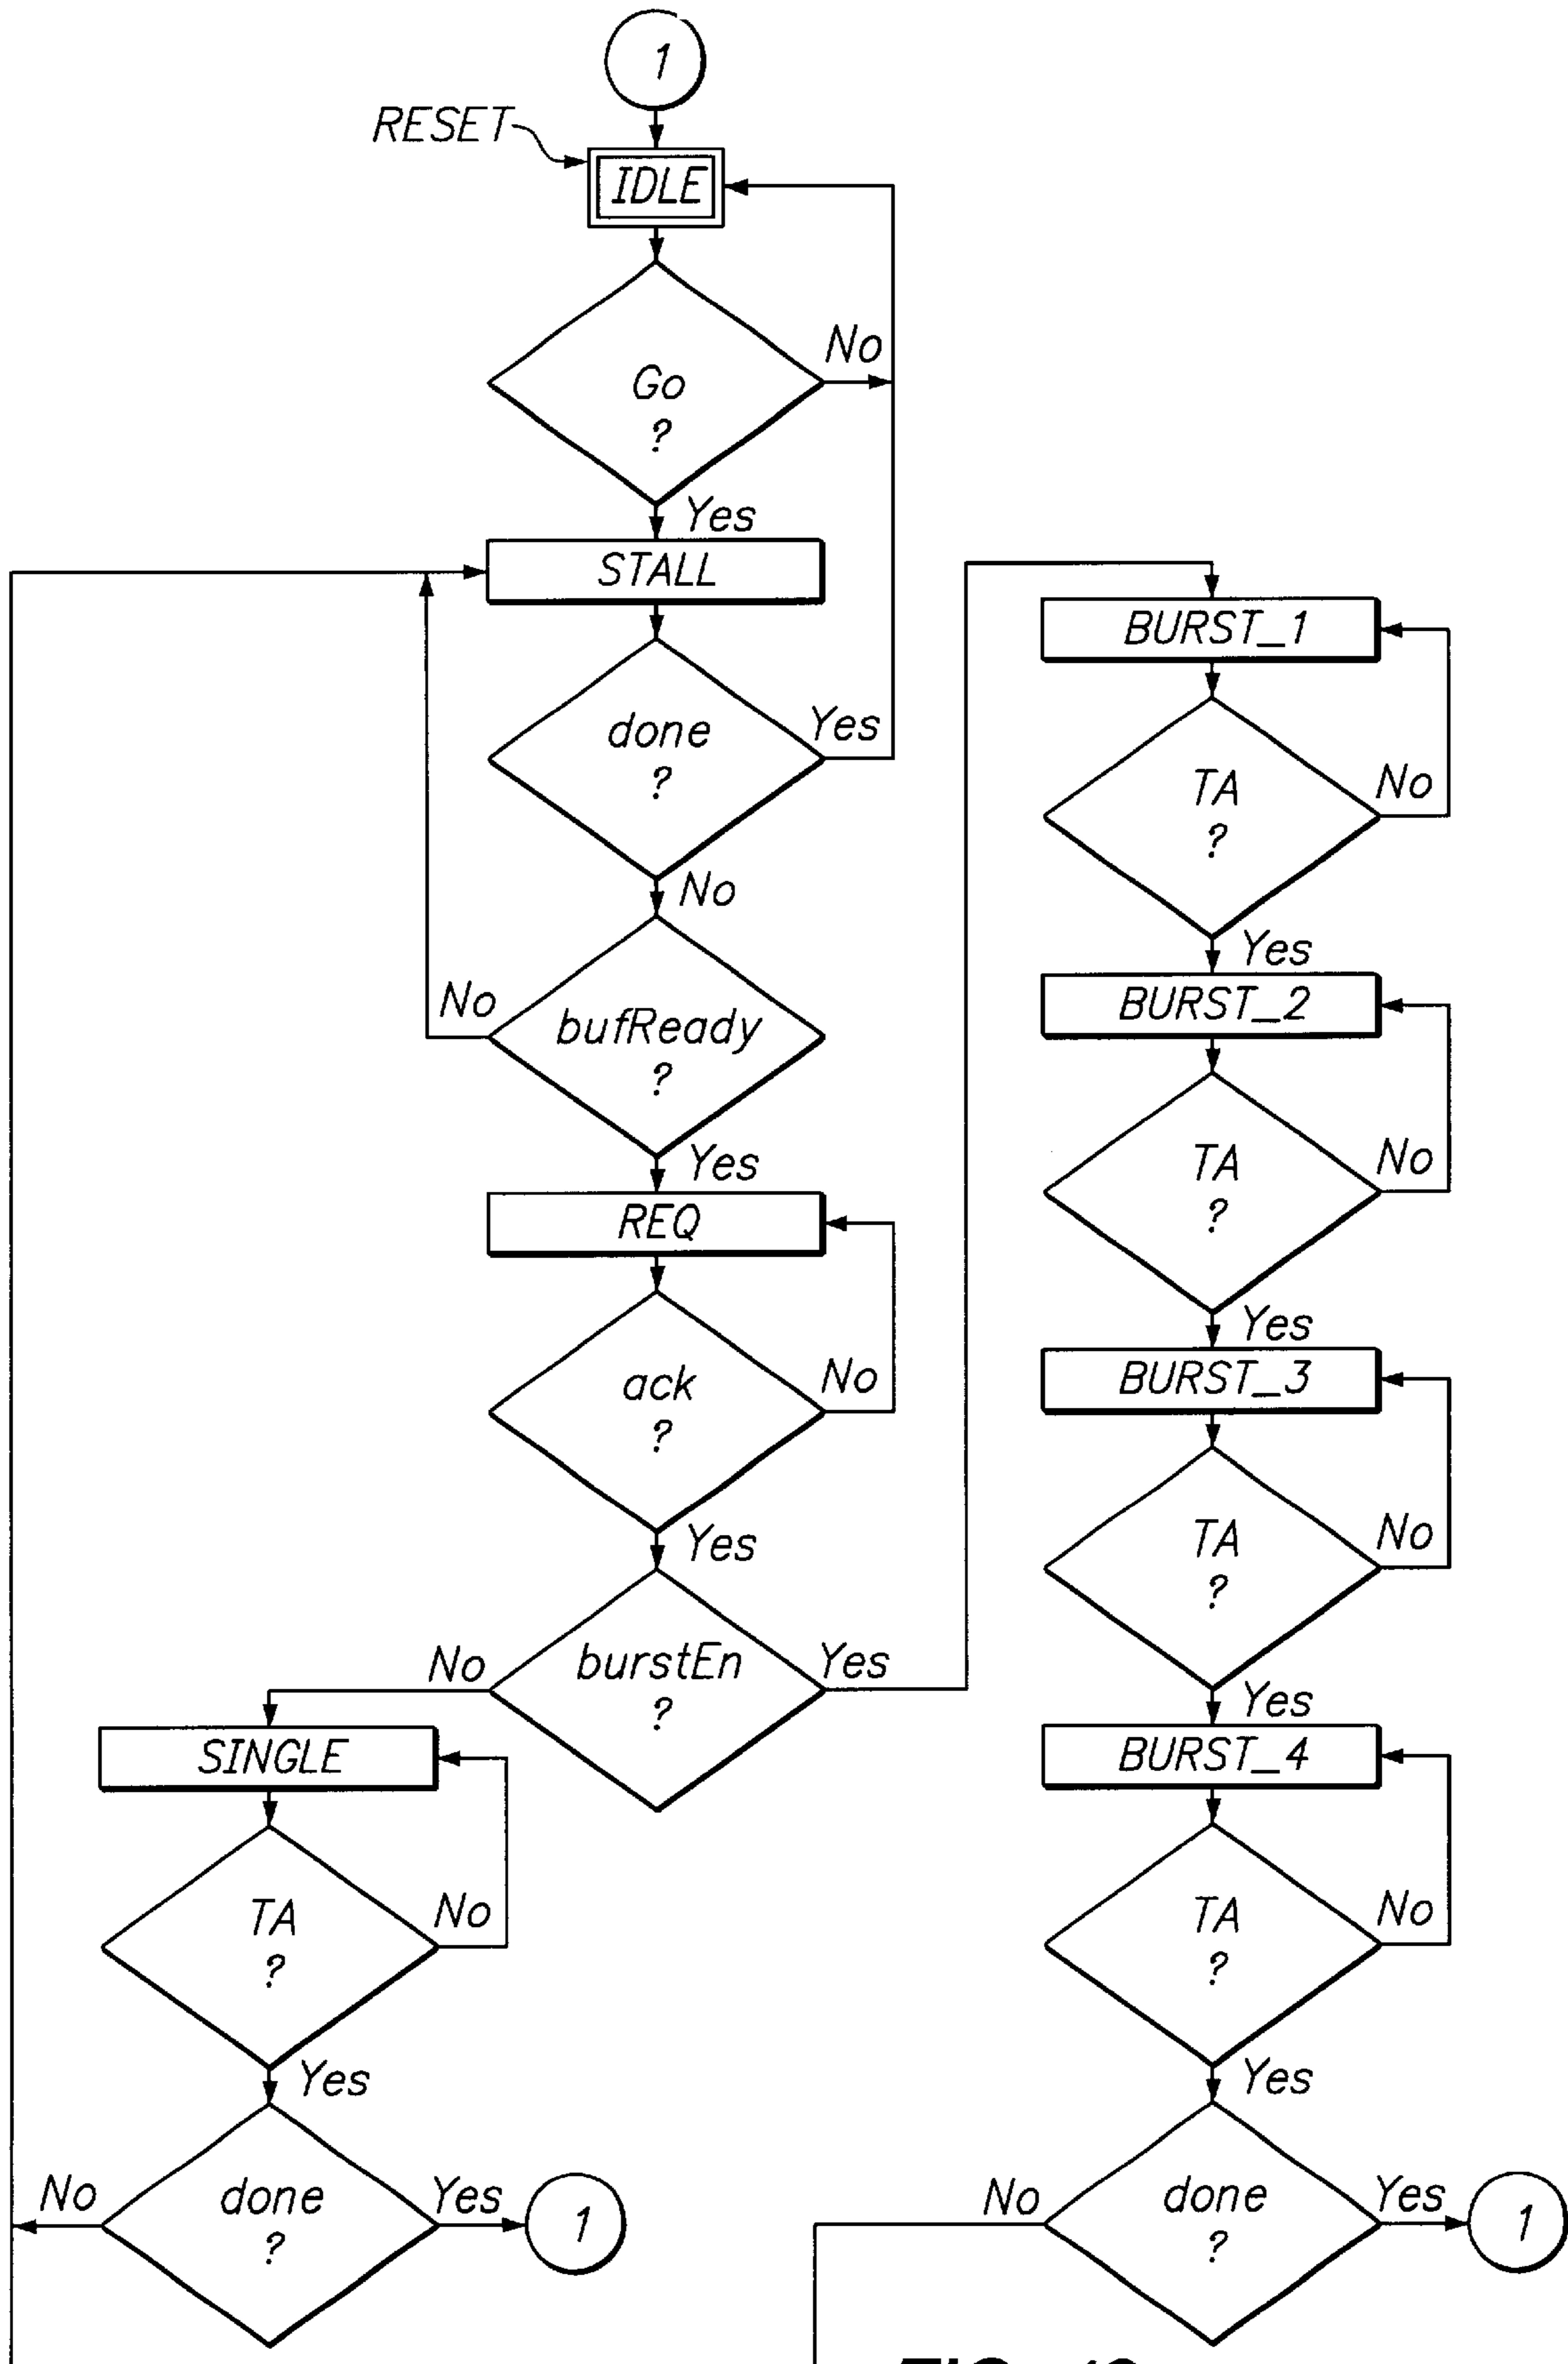 1
RESET
IDLE
Go
?
No
Yes
STALL
done
?
Yes
No
bufReady
?
No
Yes
REQ
ack
?
No
Yes
burstEn
?
No
Yes
SINGLE
TA
?
No
Yes
done
?
No
Yes
1
BURST_1
TA
?
No
Yes
BURST_2
TA
?
No
Yes
BURST_3
TA
?
No
Yes
BURST_4
TA
?
No
Yes
done
?
No
Yes
1